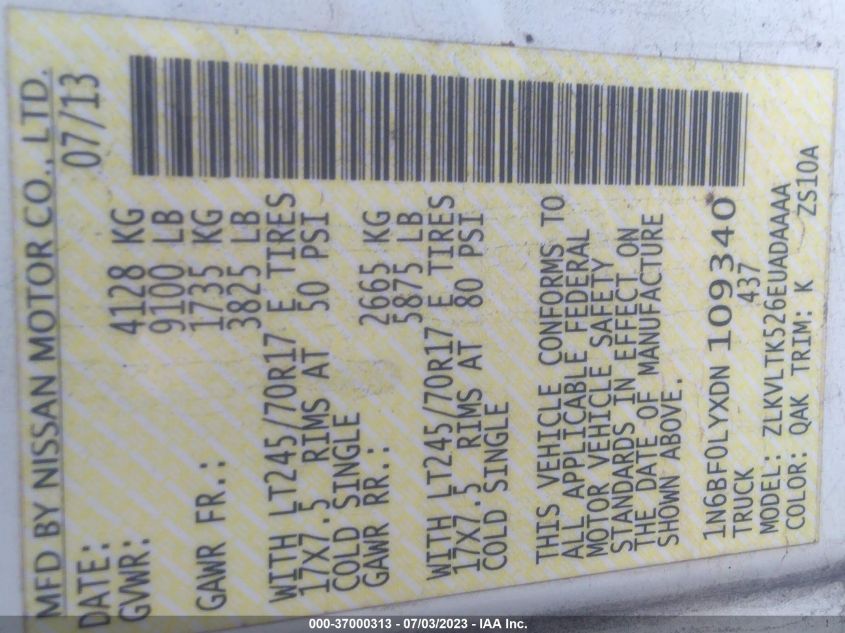 MFD BY NISSAN MOTOR CO., LTD.
DATE: 07/13
GVWR: 4128 KG
9100 LB
GAWR FR.: 1735 KG
3825 LB
WITH LT245/70R17 E TIRES
17X7.5 RIMS AT 50 PSI
COLD SINGLE
GAWR RR.: 2665 KG
5875 LB
WITH LT245/70R17 E TIRES
17X7.5 RIMS AT 80 PSI
COLD SINGLE
THIS VEHICLE CONFORMS TO
ALL APPLICABLE FEDERAL
MOTOR VEHICLE SAFETY
STANDARDS IN EFFECT ON
THE DATE OF MANUFACTURE
SHOWN ABOVE.
1N6BF0LYXDN109340
TRUCK 437
MODEL: ZLKVLTK526EUADAAAA
COLOR: QAK TRIM: K ZS10A
000-37000313 - 07/03/2023 - IAA Inc.